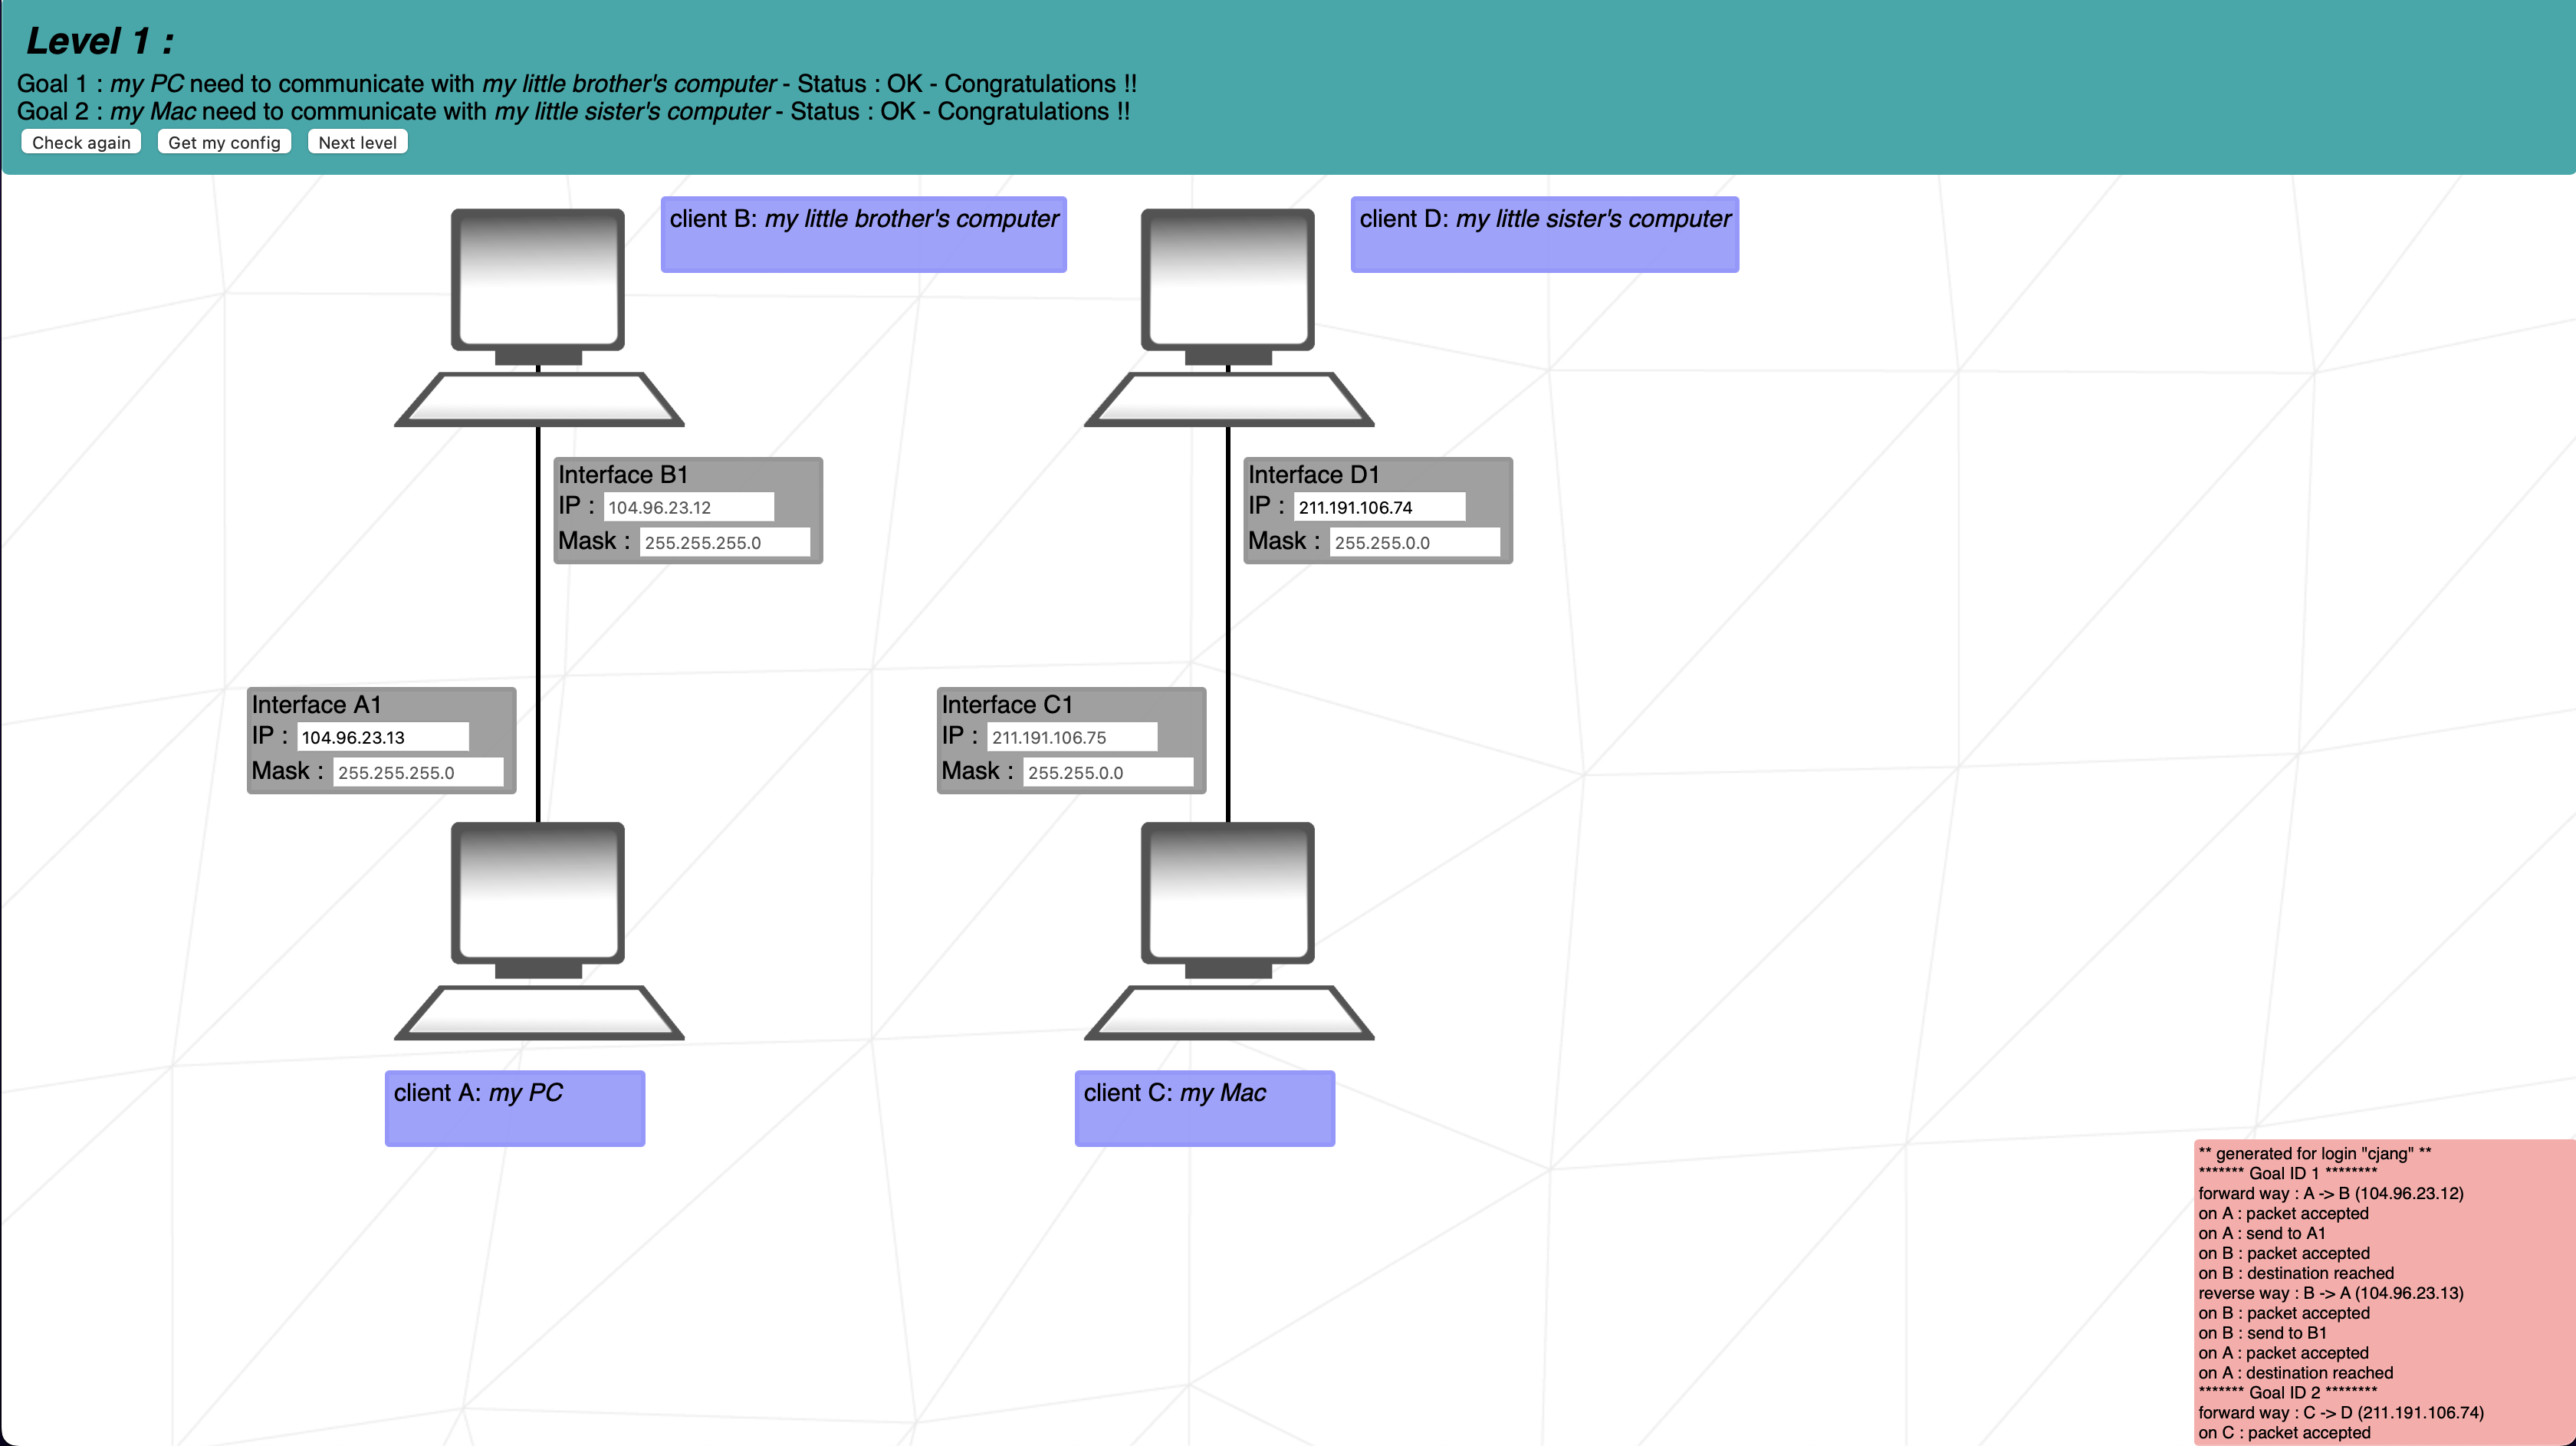 Level 1 :
Goal 1 : my PC need to communicate with my little brother's computer - Status : OK - Congratulations !!
Goal 2 : my Mac need to communicate with my little sister's computer - Status : OK - Congratulations !!
Check again
Get my config
Next level
client B: my little brother's computer
client D: my little sister's computer
Interface B1
IP : 104.96.23.12
Mask : 255.255.255.0
Interface D1
IP : 211.191.106.74
Mask : 255.255.0.0
Interface A1
IP : 104.96.23.13
Mask : 255.255.255.0
Interface C1
IP : 211.191.106.75
Mask : 255.255.0.0
client A: my PC
client C: my Mac
** generated for login "cjang" **
******* Goal ID 1 ********
forward way : A -> B (104.96.23.12)
on A : packet accepted
on A : send to A1
on B : packet accepted
on B : destination reached
reverse way : B -> A (104.96.23.13)
on B : packet accepted
on B : send to B1
on A : packet accepted
on A : destination reached
******* Goal ID 2 ********
forward way : C -> D (211.191.106.74)
on C : packet accepted